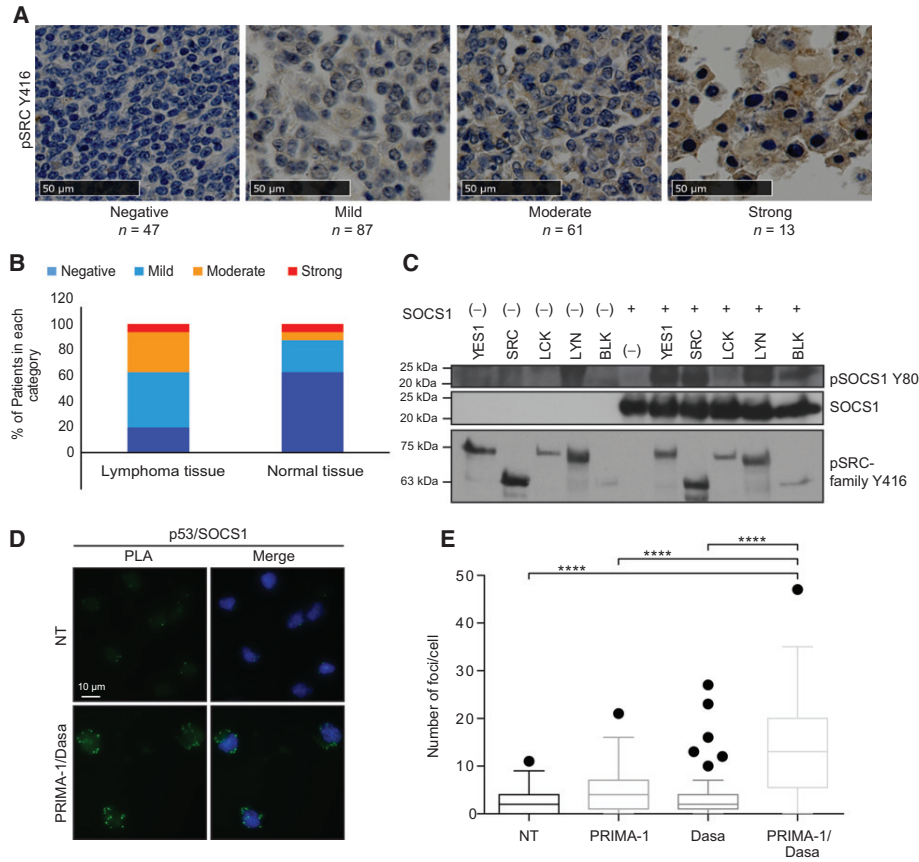 A
pSRC Y416
50 μm
50 μm
50 μm
50 μm
Negative
Mild
Moderate
Strong
n = 47
n = 87
n = 61
n = 13
B
Negative
Mild
Moderate
Strong
% of Patients in each
category
120
100
80
60
40
20
0
Lymphoma tissue
Normal tissue
C
SOCS1 (–) (–) (–) (–) (–) + + + + + +
YES1 SRC LCK LYN BLK (–) YES1 SRC LCK LYN BLK
25 kDa
20 kDa
pSOCS1 Y80
25 kDa
20 kDa
SOCS1
75 kDa
63 kDa
pSRC-
family Y416
D
p53/SOCS1
PLA
Merge
NT
10 μm
PRIMA-1/Dasa
E
****
****
****
Number of foci/cell
50
40
30
20
10
0
NT
PRIMA-1
Dasa
PRIMA-1/
Dasa